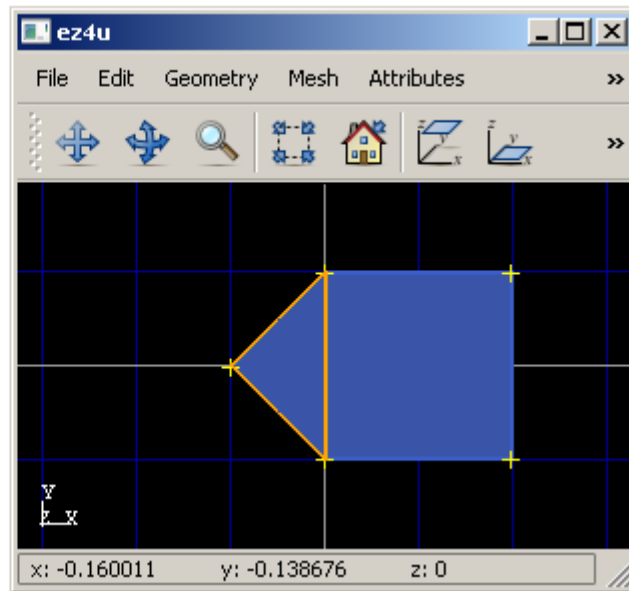 ez4u
File Edit Geometry Mesh Attributes »
z y x z y x »
Y
z X
x: -0.160011 y: -0.138676 z: 0